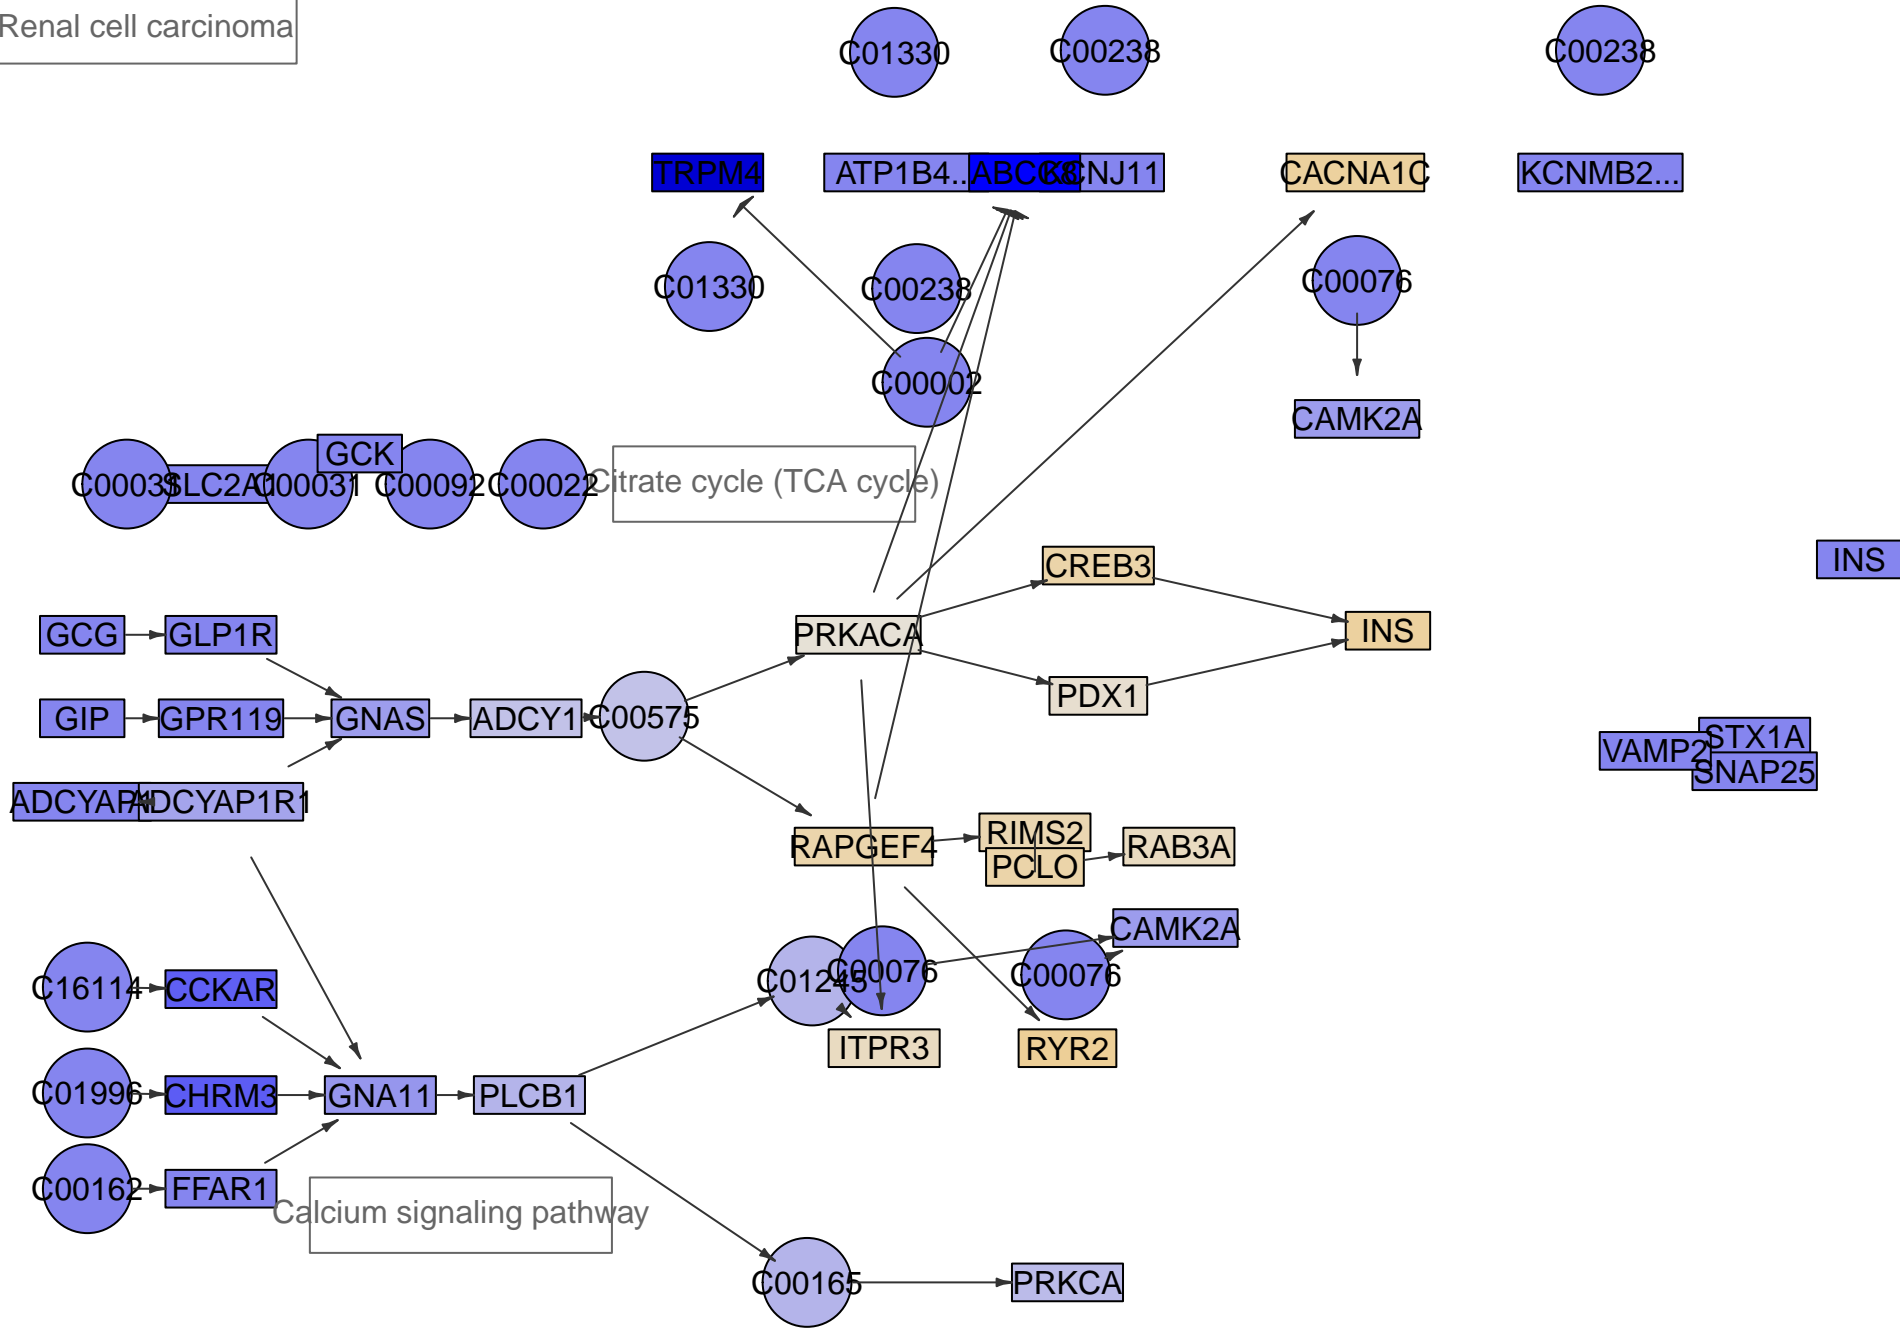 Renal cell carcinoma
C01330
C00238
C00238
TRPM4
ATP1B4...
ABCC8
KCNJ11
CACNA1C
KCNMB2...
C01330
C00238
C00076
C00002
CAMK2A
GCK
C00031
SLC2A1
C00031
C00092
C00022
Citrate cycle (TCA cycle)
CREB3
INS
GCG
GLP1R
PRKACA
INS
GIP
GPR119
GNAS
ADCY1
C00575
PDX1
STX1A
VAMP2
SNAP25
ADCYAP1
ADCYAP1R1
RAPGEF4
RIMS2
PCLO
RAB3A
CAMK2A
C16114
CCKAR
C01245
C00076
C00076
ITPR3
RYR2
C01996
CHRM3
GNA11
PLCB1
C00162
FFAR1
Calcium signaling pathway
C00165
PRKCA